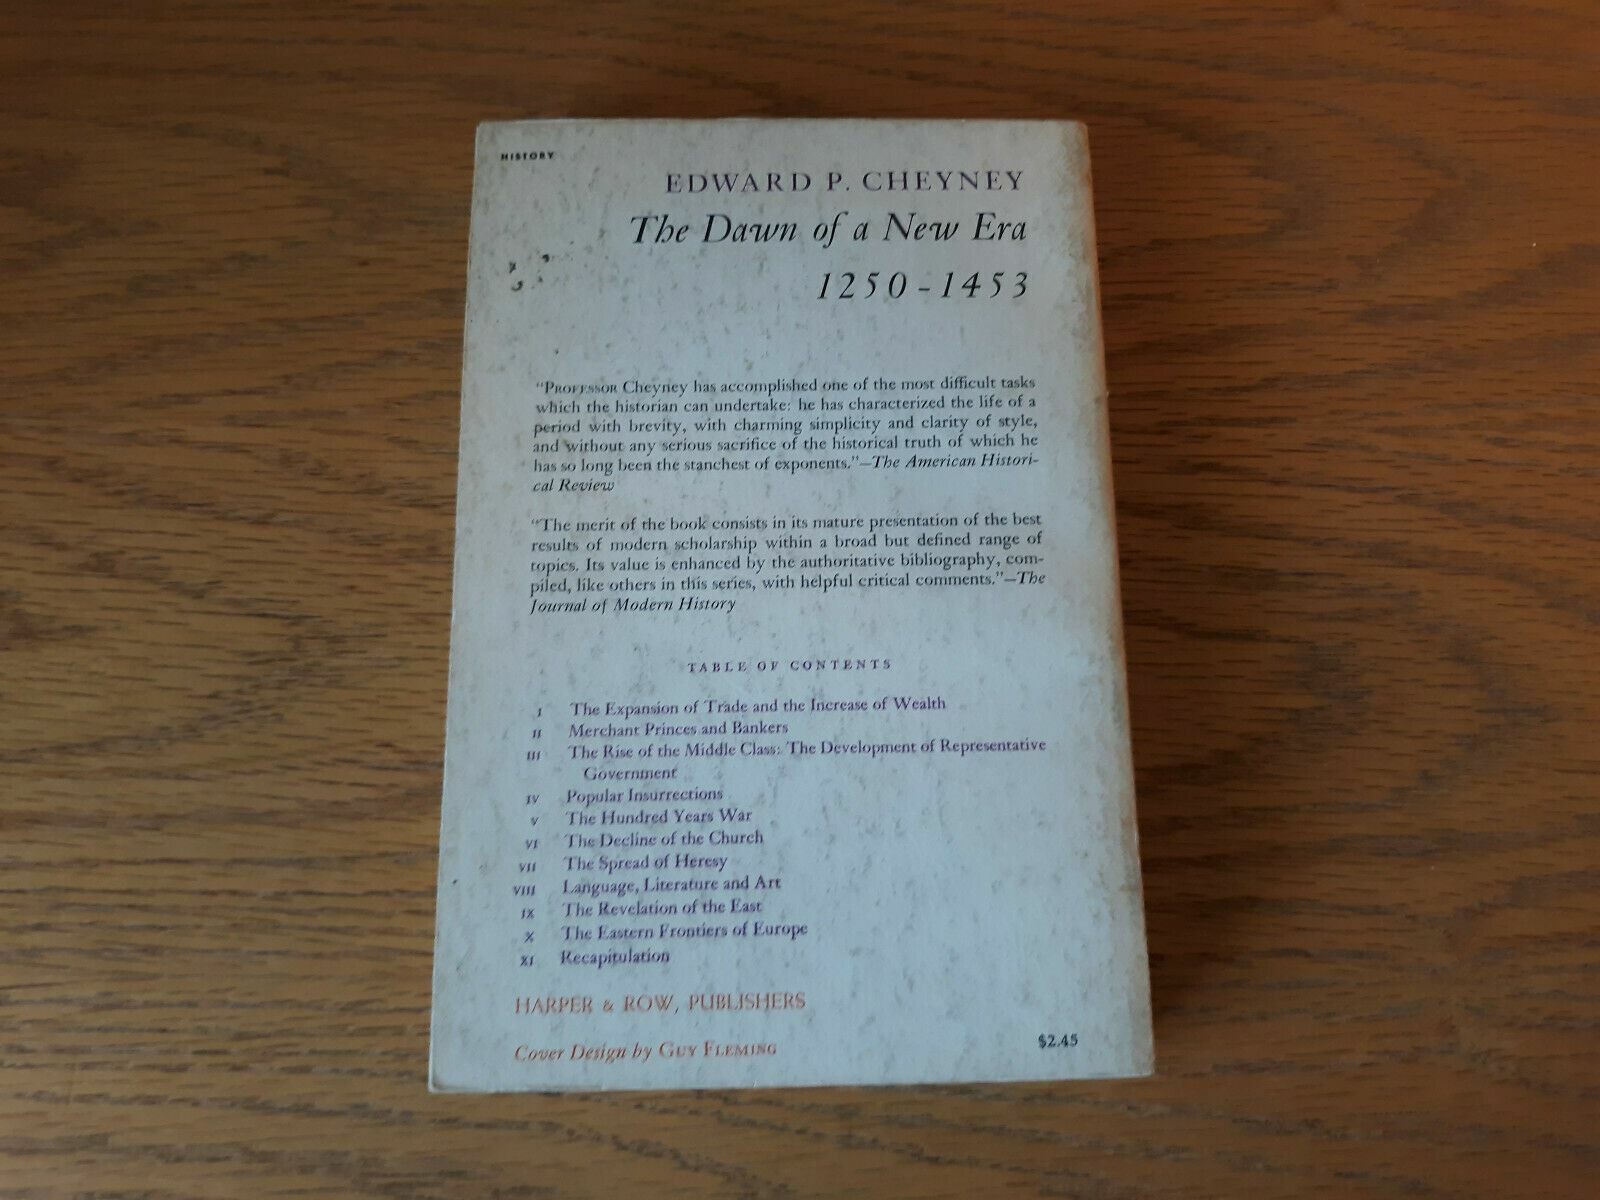 HISTORY
EDWARD P. CHEYNEY
The Dawn of a New Era
1250-1453
"PROFESSOR Cheyney has accomplished one of the most difficult tasks
which the historian can undertake: he has characterized the life of a
period with brevity, with charming simplicity and clarity of style,
and without any serious sacrifice of the historical truth of which he
has so long been the stanchest of exponents."—The American Histori-
cal Review
"The merit of the book consists in its mature presentation of the best
results of modern scholarship within a broad but defined range of
topics. Its value is enhanced by the authoritative bibliography, com-
piled, like others in this series, with helpful critical comments."—The
Journal of Modern History
TABLE OF CONTENTS
I The Expansion of Trade and the Increase of Wealth
II Merchant Princes and Bankers
III The Rise of the Middle Class: The Development of Representative
Government
IV Popular Insurrections
V The Hundred Years War
VI The Decline of the Church
VII The Spread of Heresy
VIII Language, Literature and Art
IX The Revelation of the East
X The Eastern Frontiers of Europe
XI Recapitulation
HARPER & ROW, PUBLISHERS
Cover Design by GUY FLEMING
$2.45